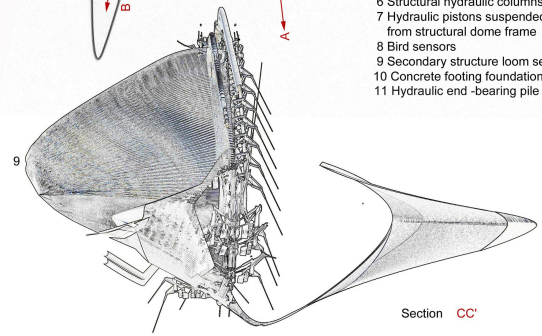 B
A
6 Structural hydraulic columns
7 Hydraulic pistons suspended
from structural dome frame
8 Bird sensors
9 Secondary structure loom se
10 Concrete footing foundation
11 Hydraulic end -bearing pile
9
Section CC'